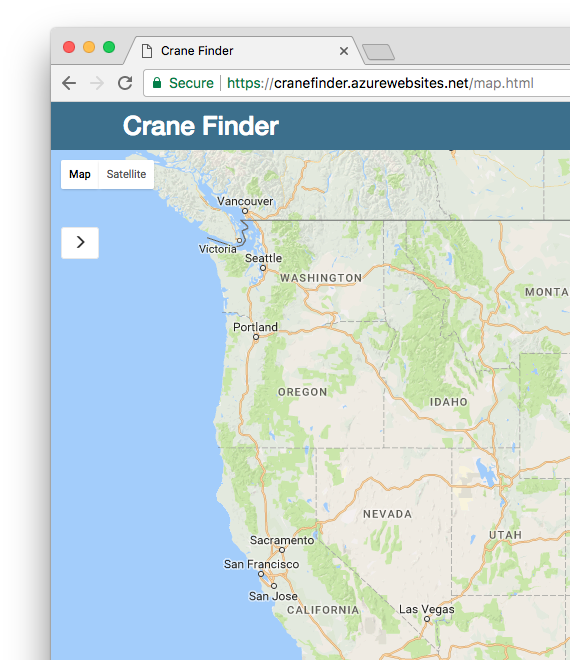 Crane Finder
Secure
https://cranefinder.azurewebsites.net/map.html
Crane Finder
Map
Satellite
Vancouver
Victoria
Seattle
WASHINGTON
MONTA
Portland
OREGON
IDAHO
NEVADA
UTAH
Sacramento
San Francisco
San Jose
CALIFORNIA
Las Vegas